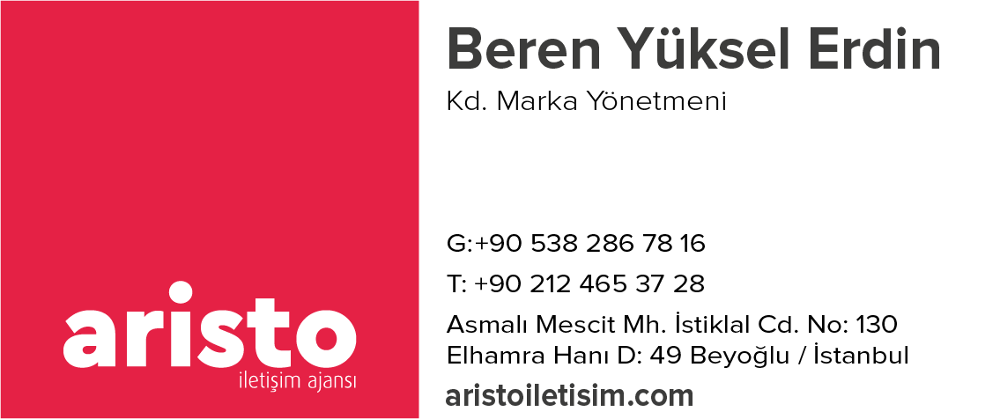 Beren Yüksel Erdin
Kd. Marka Yönetmeni
G:+90 538 286 78 16
T: +90 212 465 37 28
Asmalı Mescit Mh. İstiklal Cd. No: 130
Elhamra Hanı D: 49 Beyoğlu / İstanbul
aristoiletisim.com
aristo
iletişim ajansı